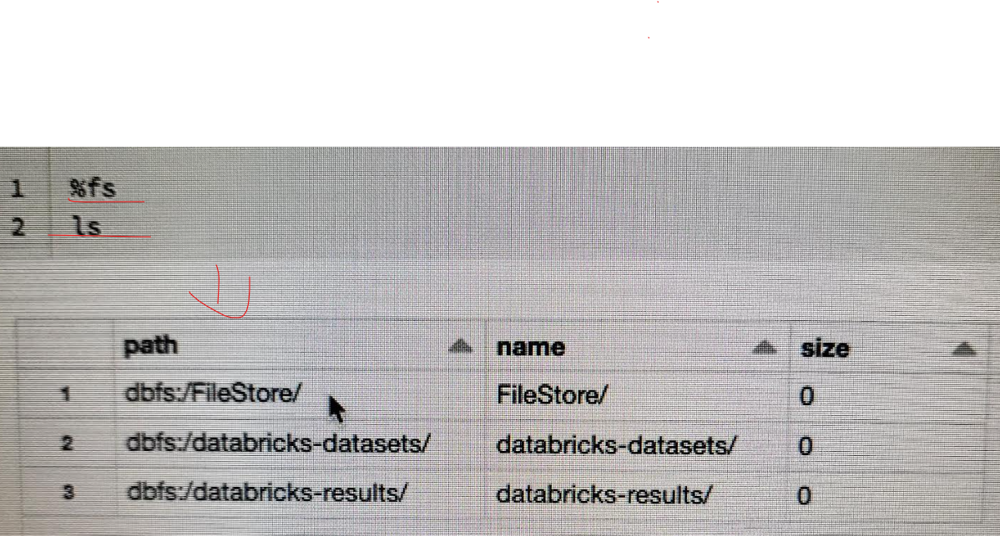 1 %fs
2 ls
path name size
1 dbfs:/FileStore/ FileStore/ 0
2 dbfs:/databricks-datasets/ databricks-datasets/ 0
3 dbfs:/databricks-results/ databricks-results/ 0